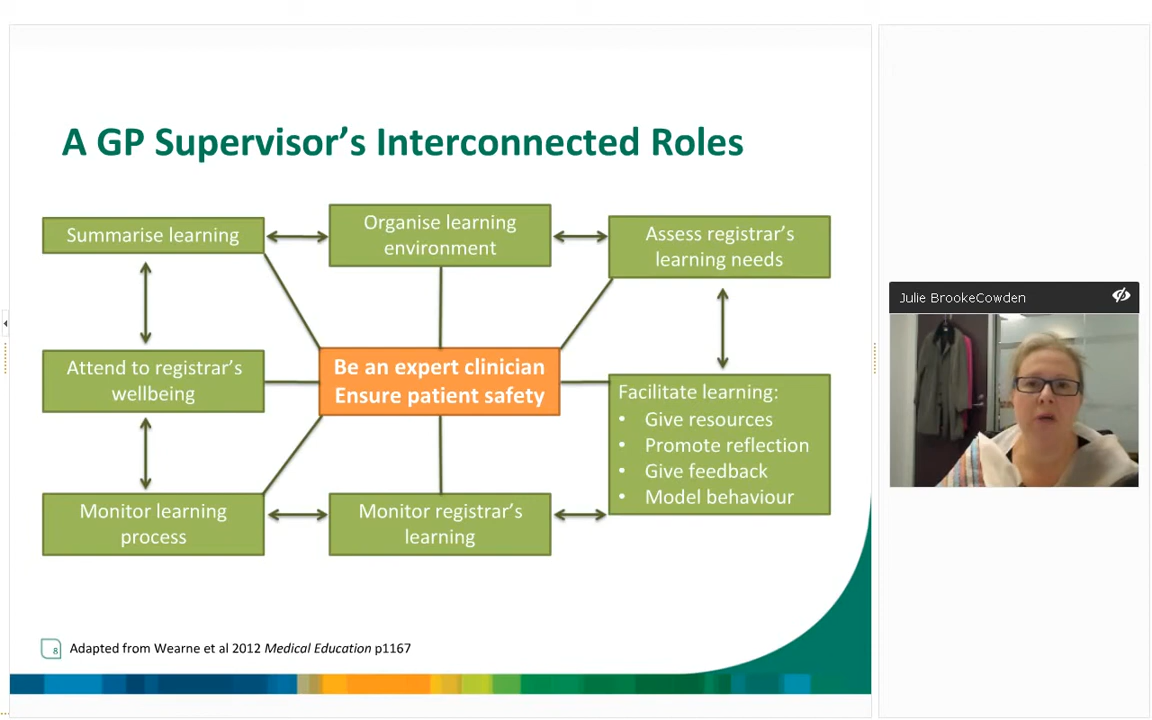 A GP Supervisor's Interconnected Roles
Summarise learning
Organise learning
environment
Assess registrar's
learning needs
Attend to registrar's
wellbeing
Be an expert clinician
Ensure patient safety
Facilitate learning:
• Give resources
• Promote reflection
• Give feedback
• Model behaviour
Monitor learning
process
Monitor registrar's
learning
8
Adapted from Wearne et al 2012 Medical Education p1167
Julie BrookeCowden